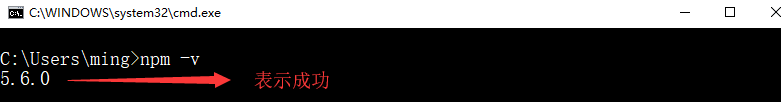 C:\WINDOWS\system32\cmd.exe
C:\Users\ming>npm -v
5.6.0 表示成功